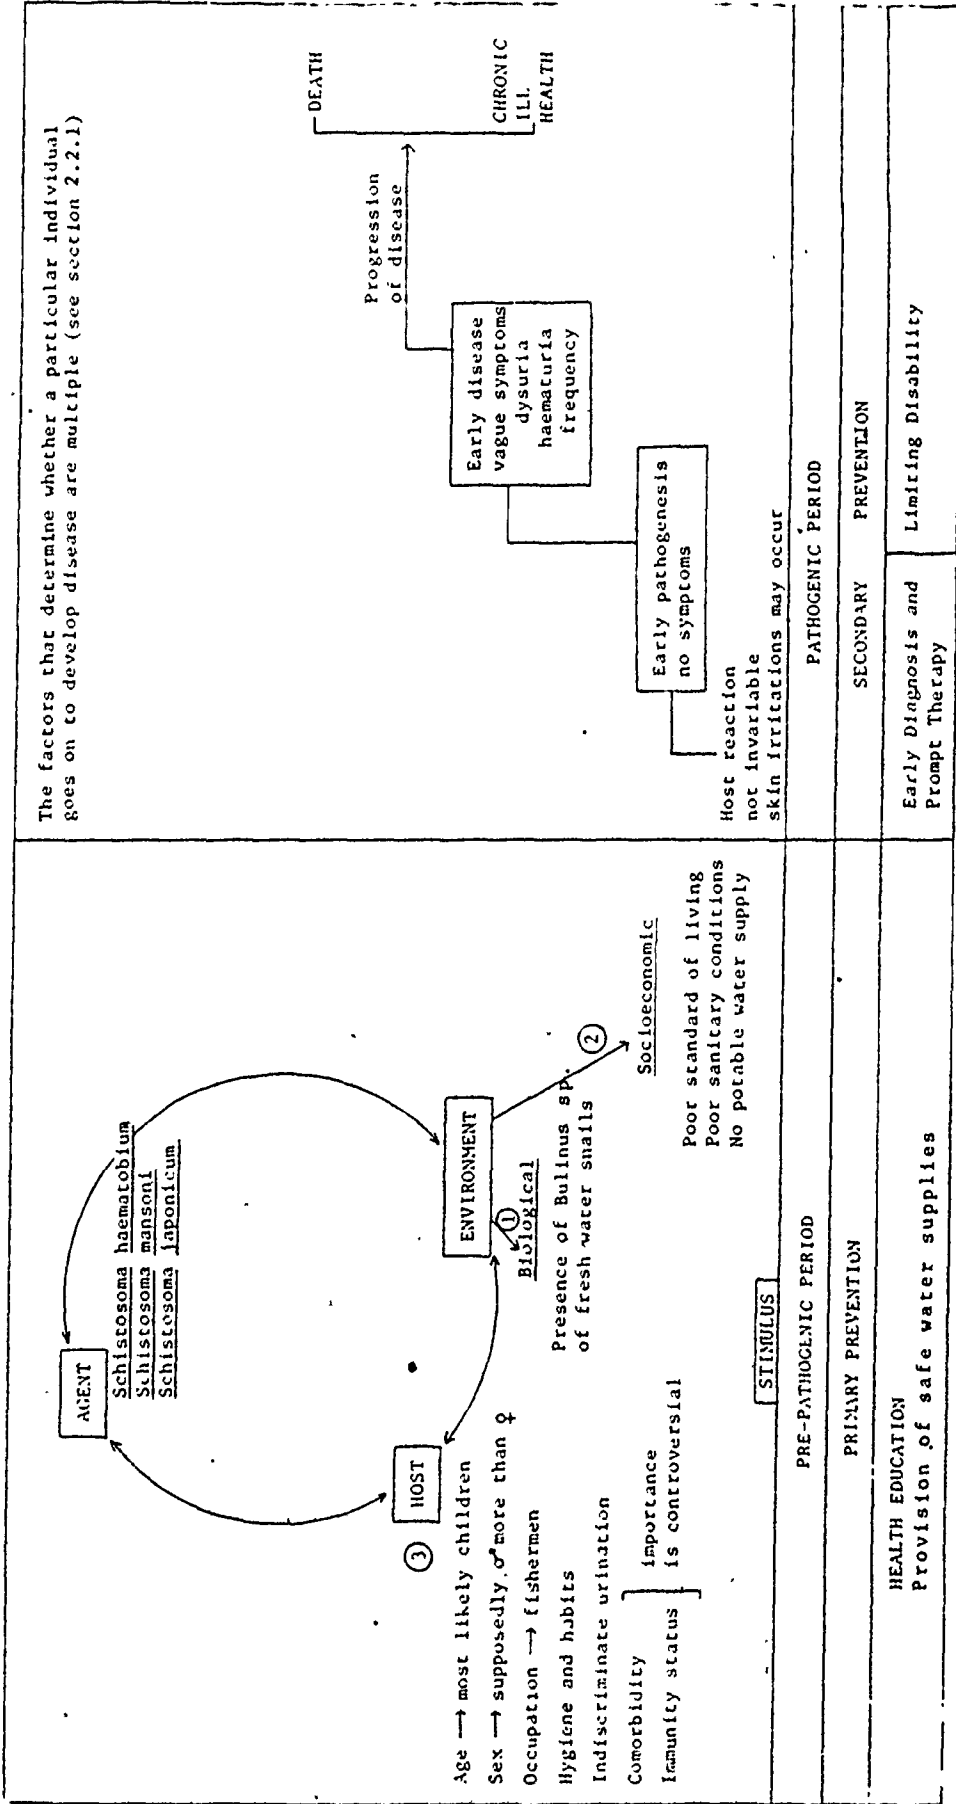 AGENT
Schistosoma haematobium
Schistosoma mansoni
Schistosoma japonicum
HOST
③
ENVIRONMENT
①
Biological
Presence of Bulinus sp.
of fresh water snails
②
Socioeconomic
Poor standard of living
Poor sanitary conditions
No potable water supply
Age → most likely children
Sex → supposedly ♂ more than ♀
Occupation → fishermen
Hygiene and habits
Indiscriminate urination
Comorbidity
Immunity status
importance
is controversial
STIMULUS
PRE-PATHOGENIC PERIOD
PRIMARY PREVENTION
HEALTH EDUCATION
Provision of safe water supplies
The factors that determine whether a particular individual
goes on to develop disease are multiple (see section 2.2.1)
DEATH
CHRONIC
ILL
HEALTH
Progression
of disease
Early disease
vague symptoms
dysuria
haematuria
frequency
Early pathogenesis
no symptoms
Host reaction
not invariable
skin irritations may occur
PATHOGENIC PERIOD
SECONDARY PREVENTION
Early Diagnosis and
Prompt Therapy
Limiring Disability